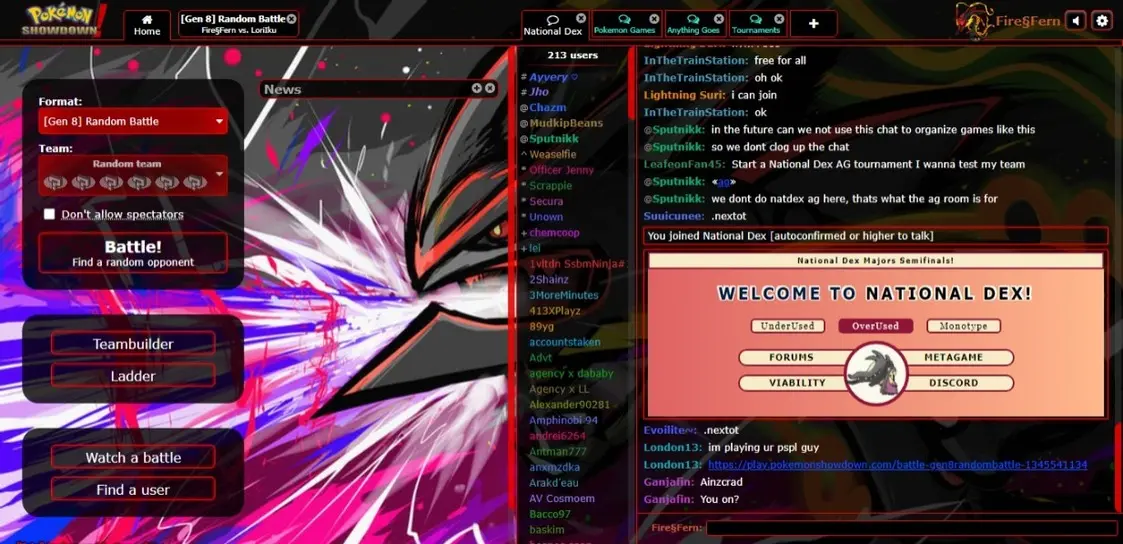 Pokémon
SHOWDOWN!
Home
[Gen 8] Random Battle
Fire§Fern vs. Loriiku
National Dex
Pokemon Games
Anything Goes
Tournaments
Fire§Fern
Format:
[Gen 8] Random Battle
Team:
Random team
Don't allow spectators
Battle!
Find a random opponent
Teambuilder
Ladder
Watch a battle
Find a user
News
213 users
# Ayyery
# Jho
@ Chazm
@ MudkipBeans
@ Sputnikk
^ Weaselfie
* Officer Jenny
* Scrappie
* Secura
* Unown
+ chemcoop
+ lei
1vltdn SsbmNinja#
2Shainz
3MoreMinutes
413XPlayz
89yg
accountstaken
Advt
agency x dababy
Agency x LL
Alexander90281
Amphinobi 94
andrei6264
Antman777
anxmzdka
Arakd´eau
AV Cosmoem
Bacco97
baskim
InTheTrainStation: free for all
InTheTrainStation: oh ok
Lightning Suri: i can join
InTheTrainStation: ok
@Sputnikk: in the future can we not use this chat to organize games like this
@Sputnikk: so we dont clog up the chat
LeafeonFan45: Start a National Dex AG tournament I wanna test my team
@Sputnikk: «ag»
@Sputnikk: we dont do natdex ag here, thats what the ag room is for
Suuicunee: .nextot
You joined National Dex [autoconfirmed or higher to talk]
National Dex Majors Semifinals!
WELCOME TO NATIONAL DEX!
UnderUsed OverUsed Monotype
FORUMS METAGAME
VIABILITY DISCORD
Evoilite~: .nextot
London13: im playing ur pspl guy
London13: https://play.pokemonshowdown.com/battle-gen8randombattle-1345541134
Ganjafin: Ainzcrad
Ganjafin: You on?
Fire§Fern: